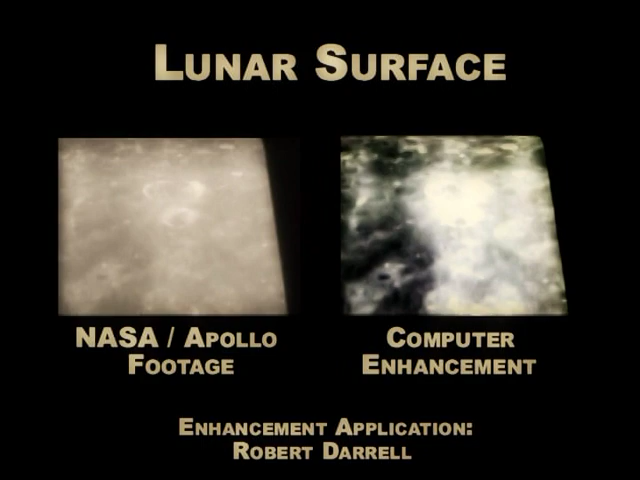 LUNAR SURFACE
NASA / APOLLO
FOOTAGE
COMPUTER
ENHANCEMENT
ENHANCEMENT APPLICATION:
ROBERT DARRELL